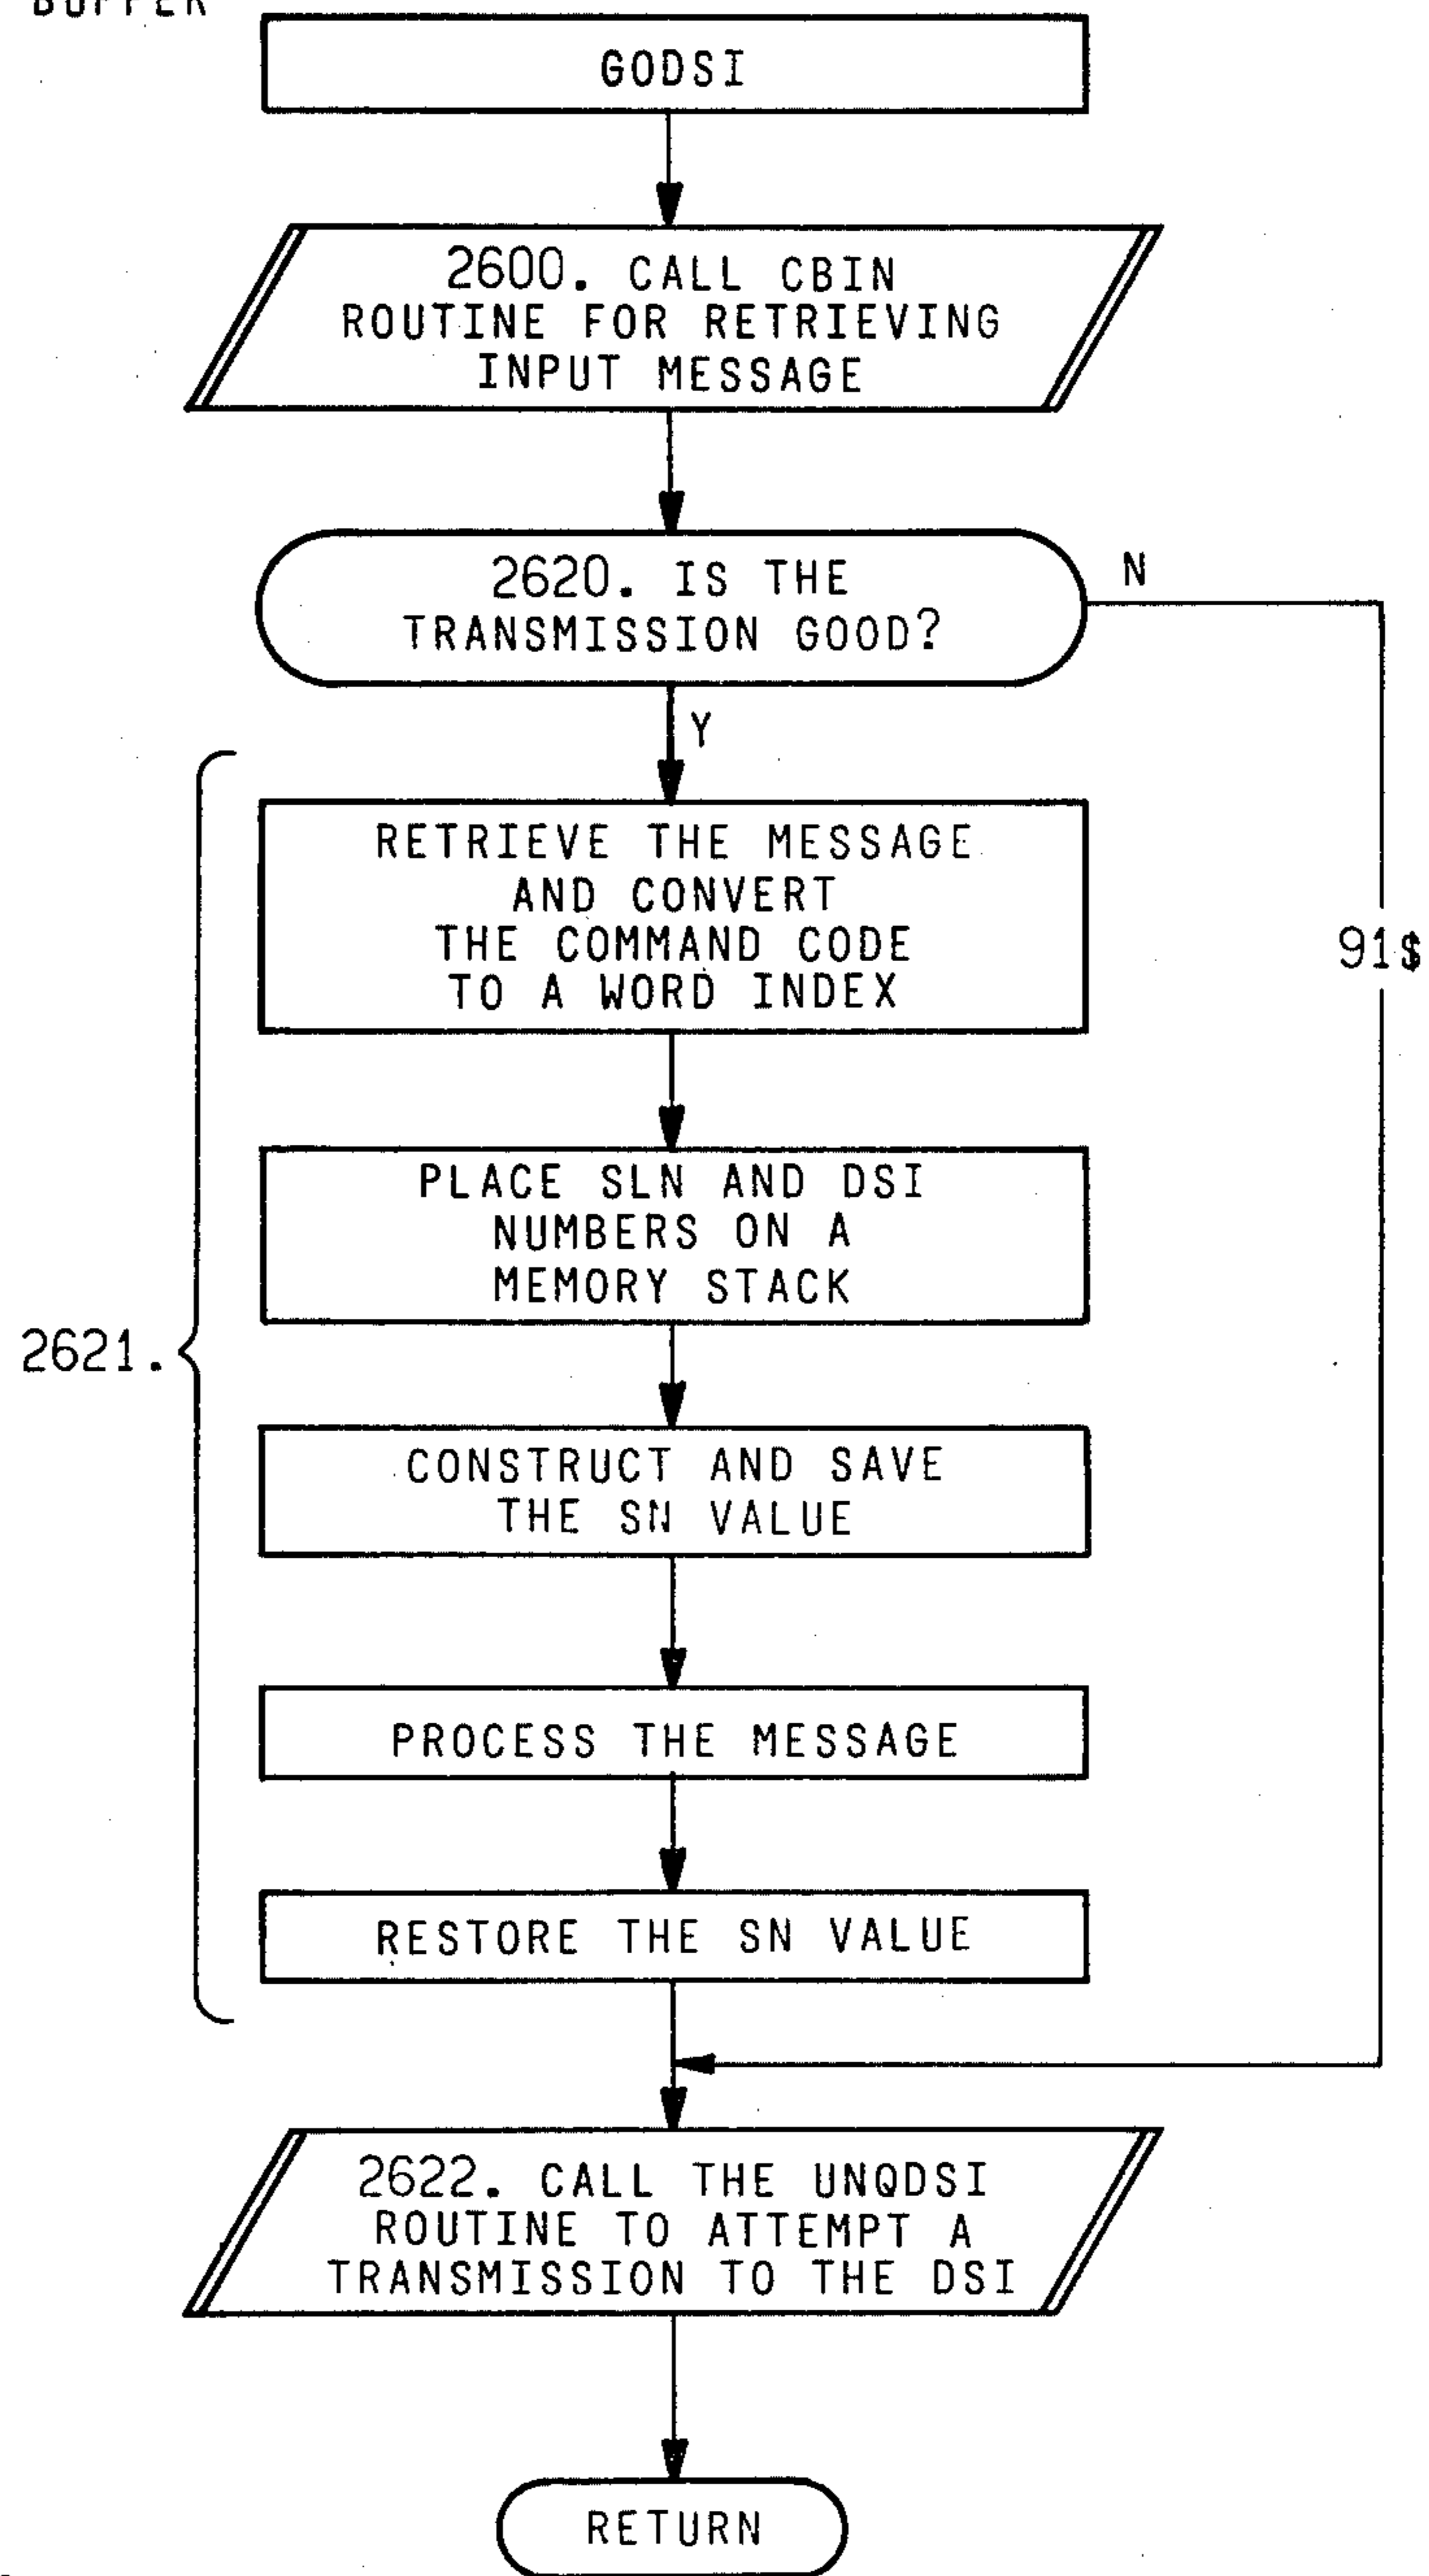 GODSI
2600. CALL CBIN
ROUTINE FOR RETRIEVING
INPUT MESSAGE
2620. IS THE
TRANSMISSION GOOD?
N
Y
RETRIEVE THE MESSAGE
AND CONVERT
THE COMMAND CODE
TO A WORD INDEX
91$
PLACE SLN AND DSI
NUMBERS ON A
MEMORY STACK
2621.
CONSTRUCT AND SAVE
THE SN VALUE
PROCESS THE MESSAGE
RESTORE THE SN VALUE
2622. CALL THE UNQDSI
ROUTINE TO ATTEMPT A
TRANSMISSION TO THE DSI
RETURN